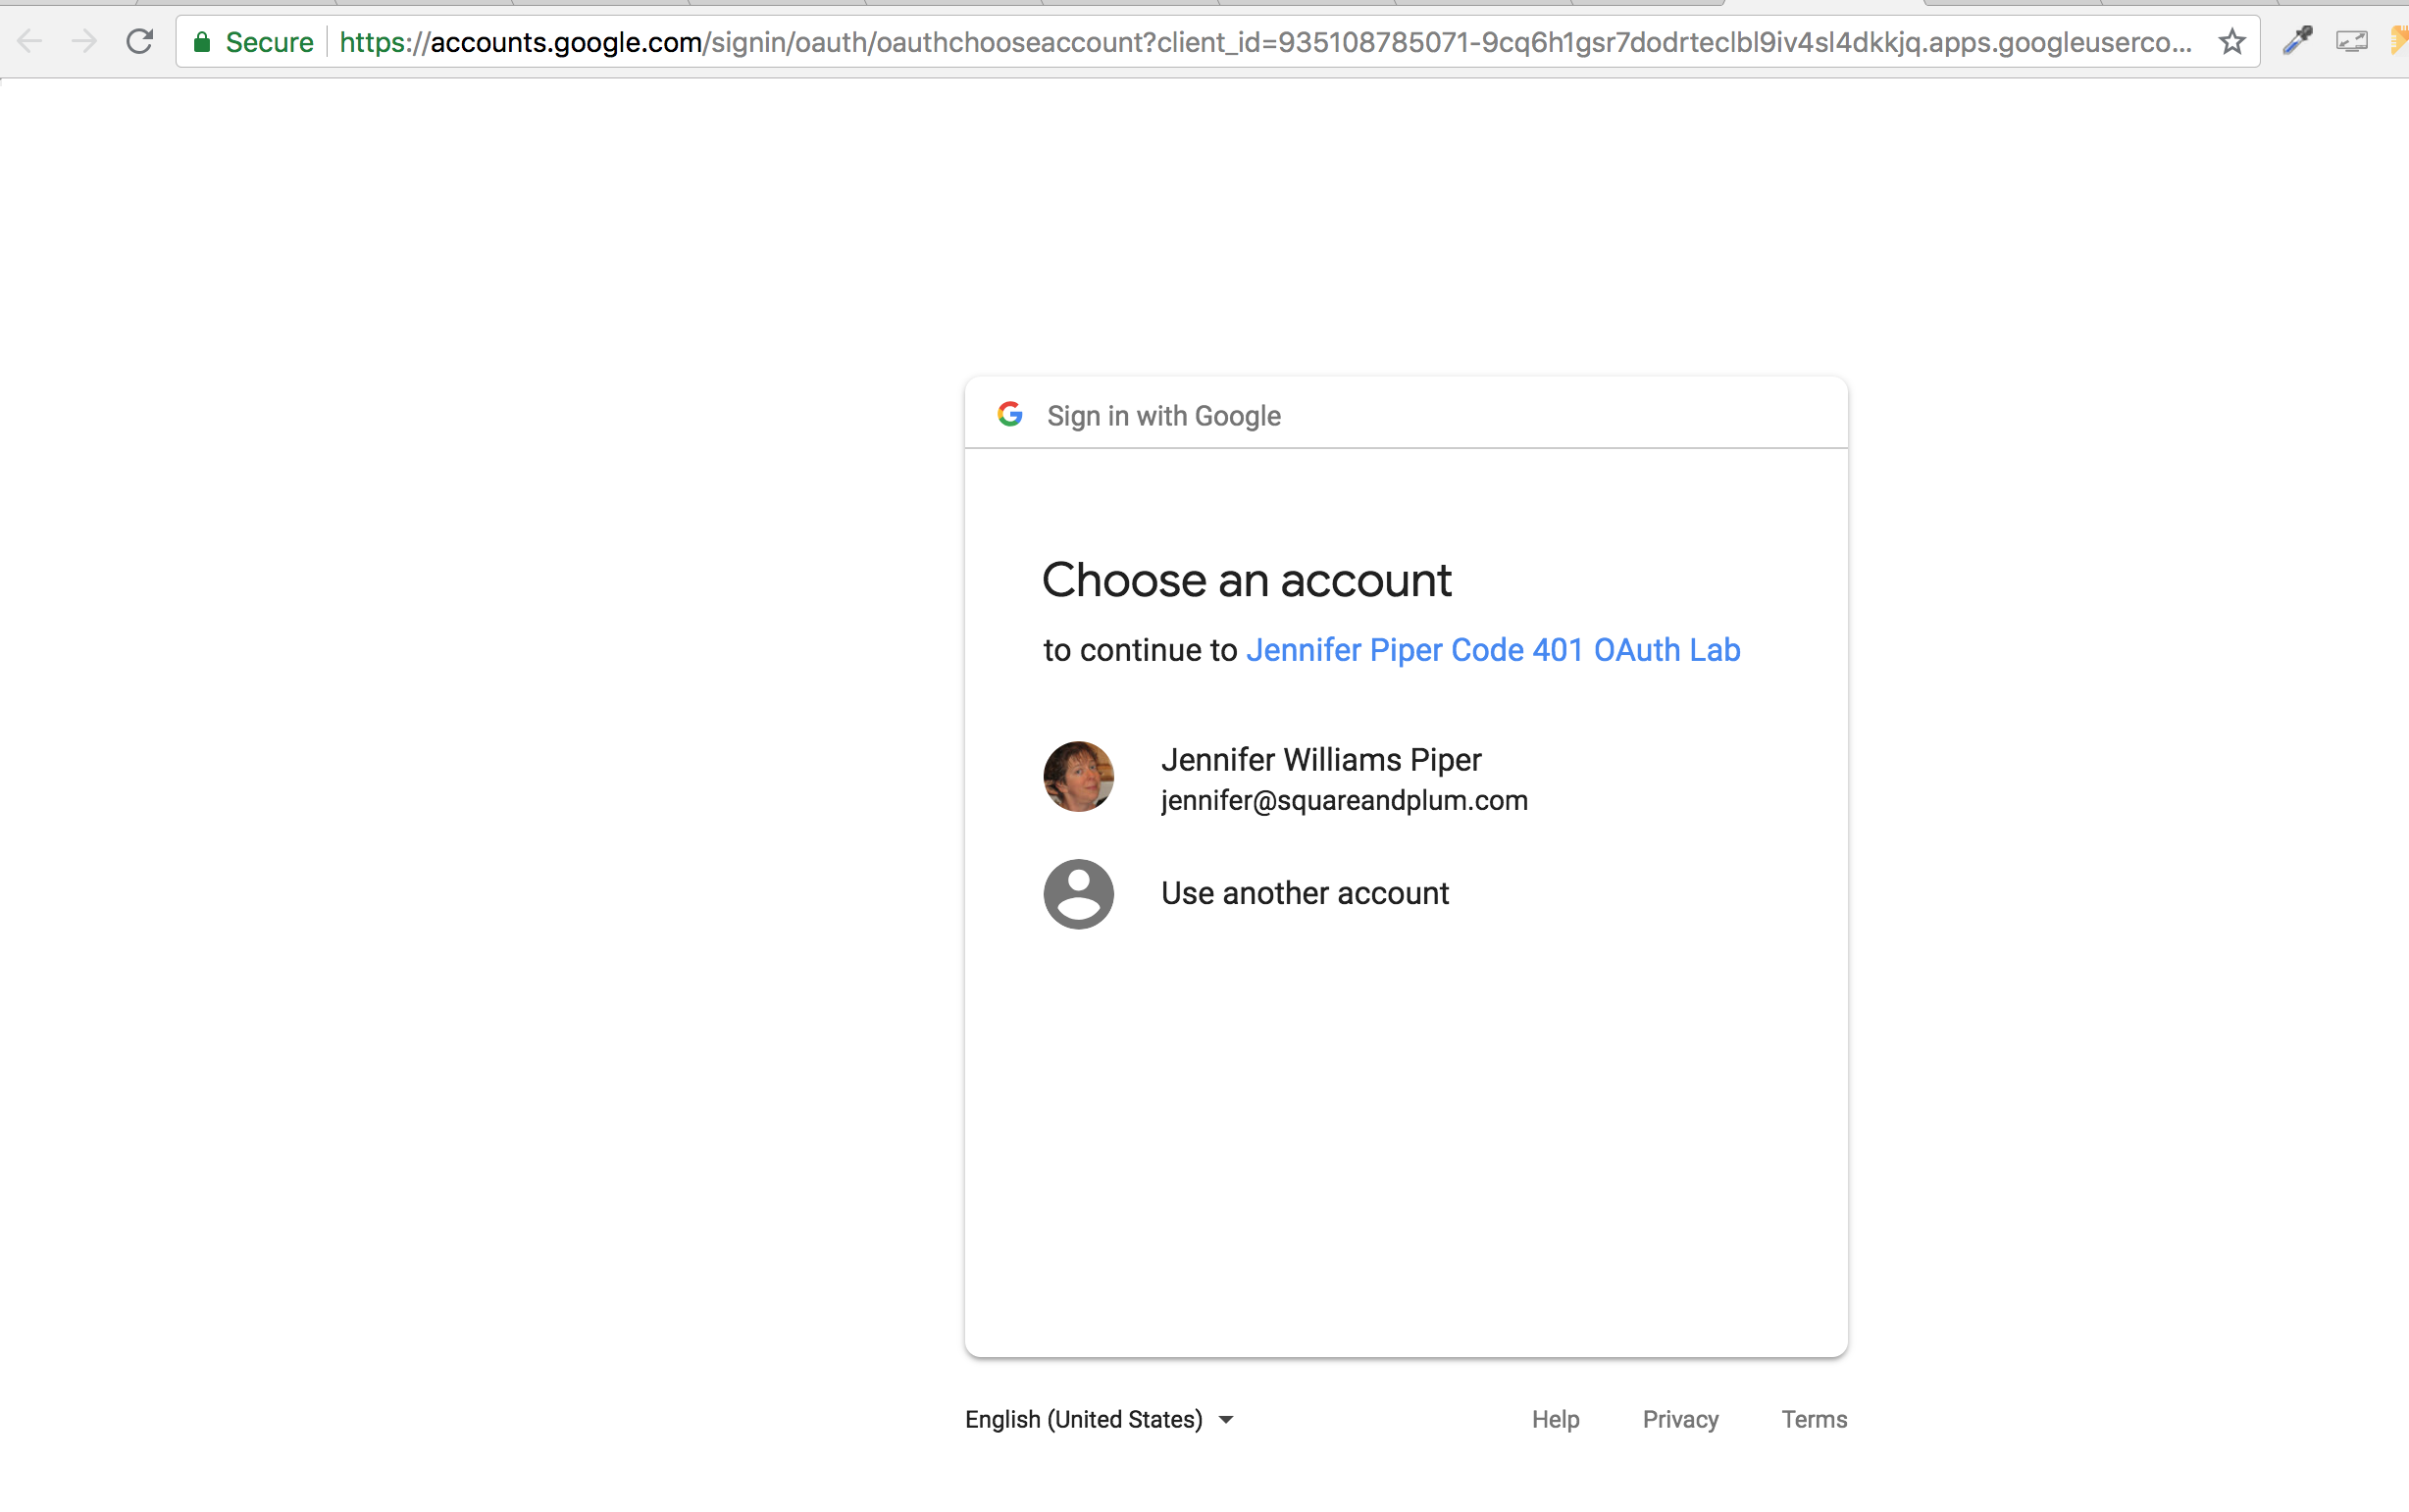 Secure https://accounts.google.com/signin/oauth/oauthchooseaccount?client_id=935108785071-9cq6h1gsr7dodrteclbl9iv4sl4dkkjq.apps.googleuserco...
Sign in with Google
Choose an account
to continue to Jennifer Piper Code 401 OAuth Lab
Jennifer Williams Piper
jennifer@squareandplum.com
Use another account
English (United States) Help Privacy Terms